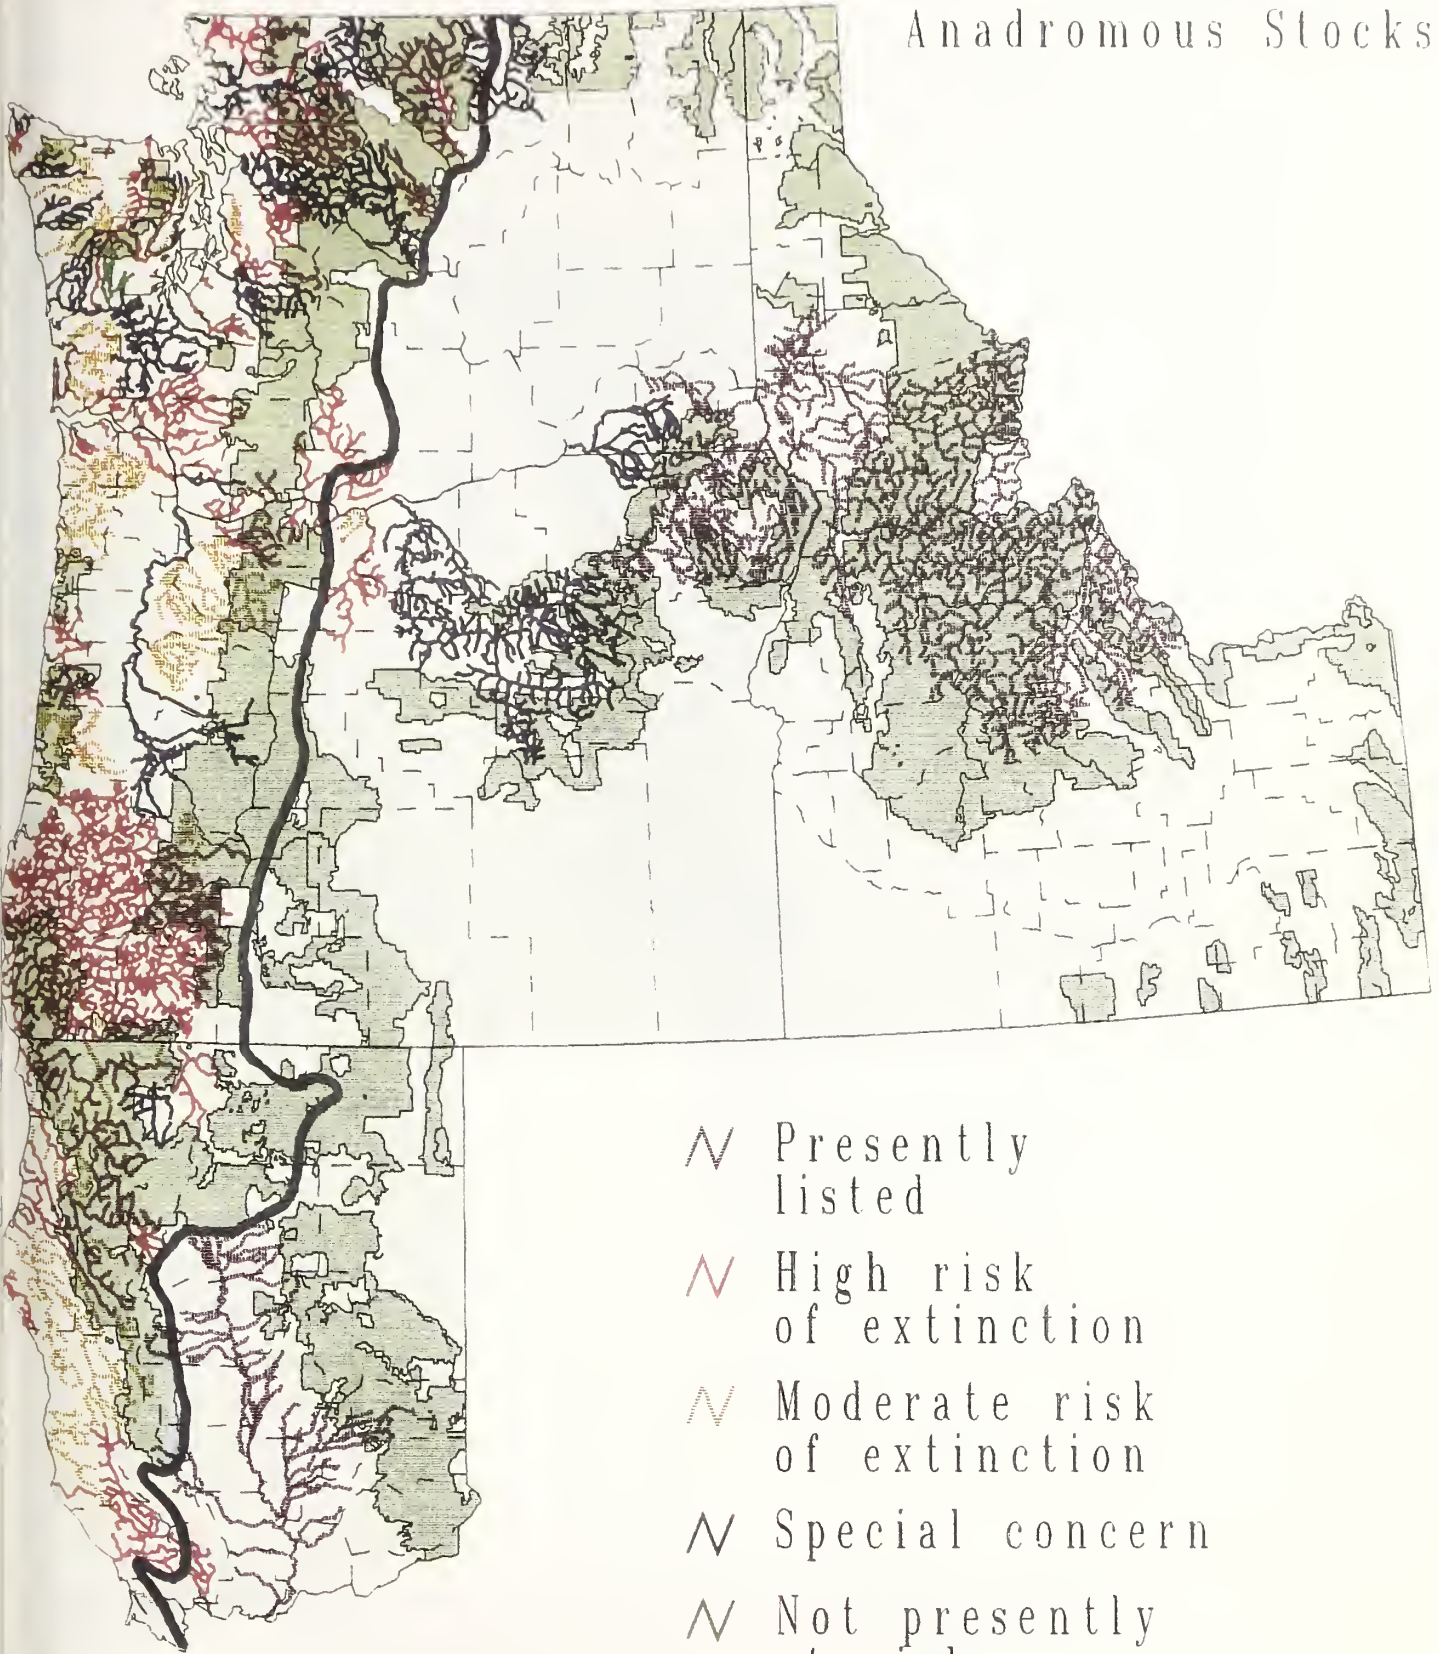 Anadromous Stocks
Presently
listed
High risk
of extinction
Moderate risk
of extinction
Special concern
Not presently